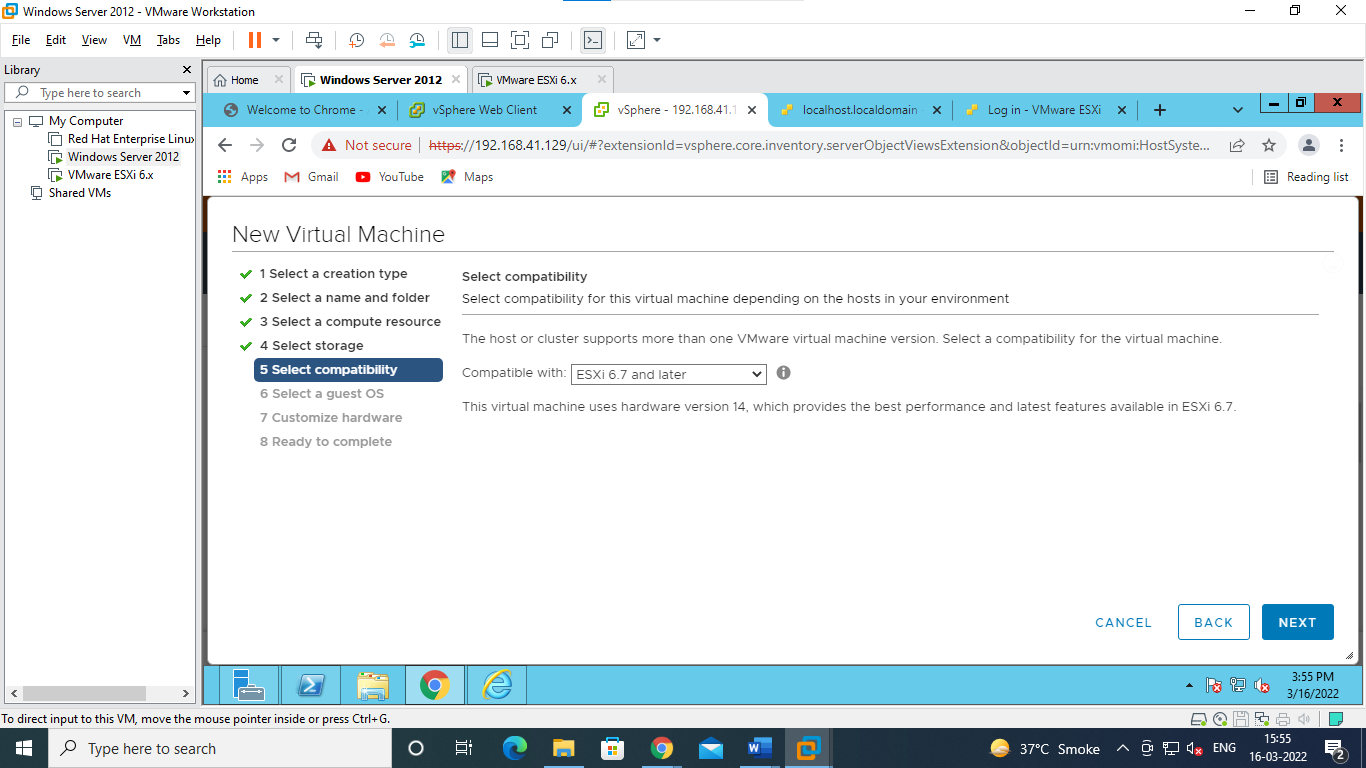 Windows Server 2012 - VMware Workstation
File Edit View VM Tabs Help
Library
Type here to search
My Computer
Red Hat Enterprise Linu
Windows Server 2012
VMware ESXi 6.x
Shared VMs
Home Windows Server 2012 VMware ESXi 6.x
Welcome to Chrome - vSphere Web Client vSphere - 192.168.41.1 localhost.localdomain Log in - VMware ESXi
Not secure https://192.168.41.129/ui/#?extensionId=vsphere.core.inventory.serverObjectViewsExtension&objectId=urn:vmomi:HostSyste...
Apps Gmail YouTube Maps Reading list
New Virtual Machine
1 Select a creation type
2 Select a name and folder
3 Select a compute resource
4 Select storage
5 Select compatibility
6 Select a guest OS
7 Customize hardware
8 Ready to complete
Select compatibility
Select compatibility for this virtual machine depending on the hosts in your environment
The host or cluster supports more than one VMware virtual machine version. Select a compatibility for the virtual machine.
Compatible with: ESXi 6.7 and later
This virtual machine uses hardware version 14, which provides the best performance and latest features available in ESXi 6.7.
CANCEL BACK NEXT
3:55 PM
3/16/2022
To direct input to this VM, move the mouse pointer inside or press Ctrl+G.
Type here to search
37°C Smoke
ENG
15:55
16-03-2022
2